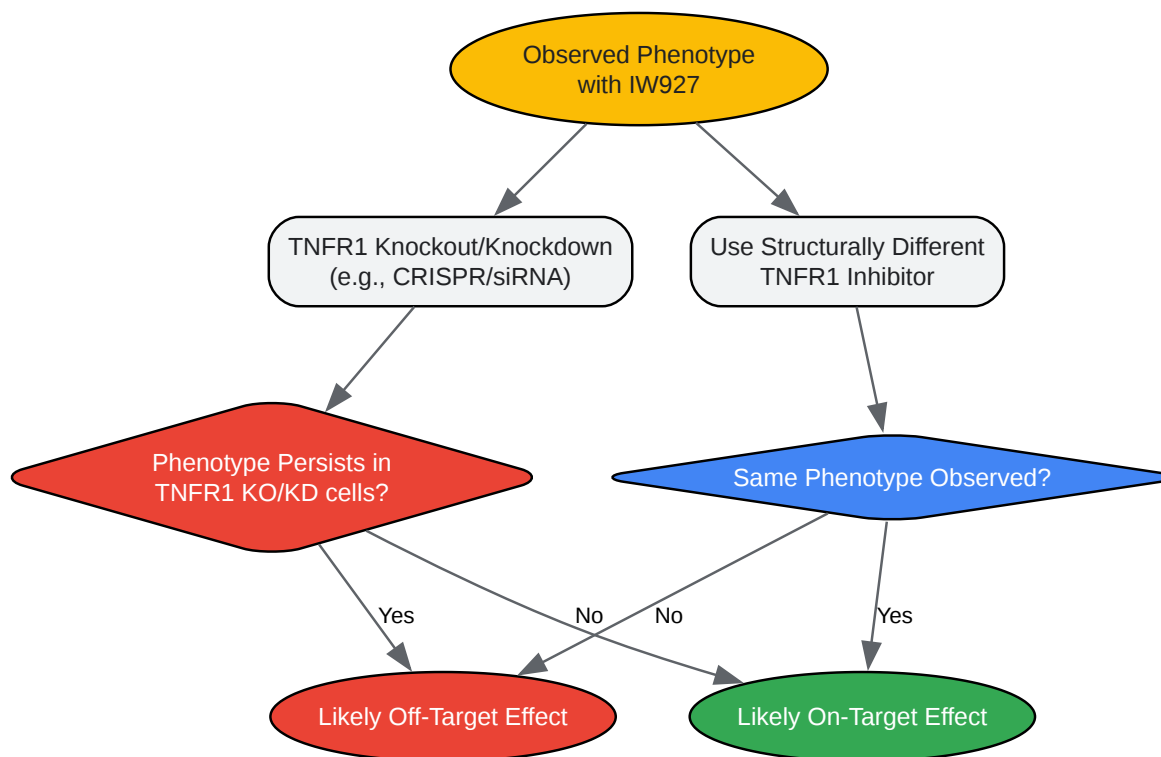 Observed Phenotype
with IW927
TNFR1 Knockout/Knockdown
(e.g., CRISPR/siRNA)
Use Structurally Different
TNFR1 Inhibitor
Phenotype Persists in
TNFR1 KO/KD cells?
Same Phenotype Observed?
Yes
No
No
Yes
Likely Off-Target Effect
Likely On-Target Effect